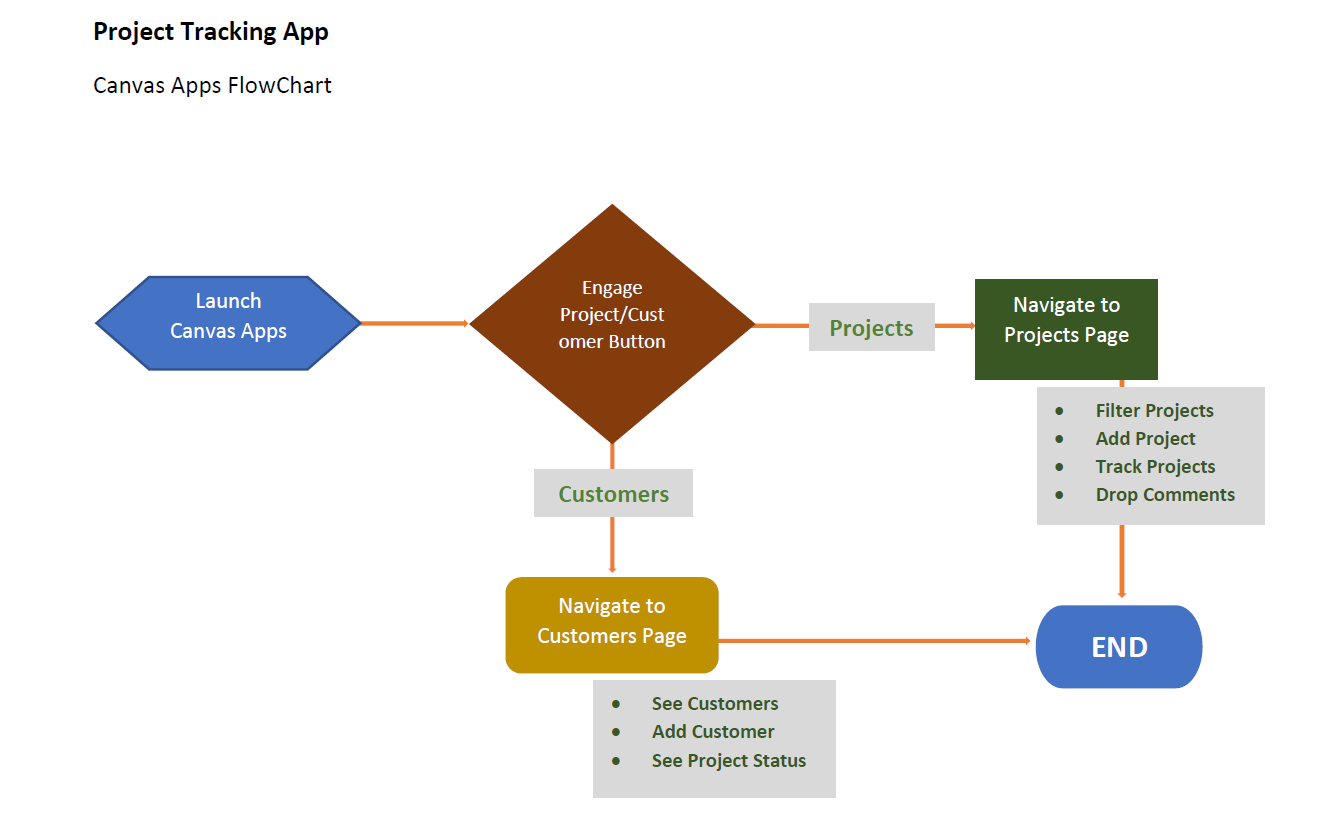 Project Tracking App
Canvas Apps FlowChart
Launch
Canvas Apps
Engage
Project/Cust
omer Button
Projects
Navigate to
Projects Page
• Filter Projects
• Add Project
• Track Projects
• Drop Comments
Customers
Navigate to
Customers Page
END
• See Customers
• Add Customer
• See Project Status